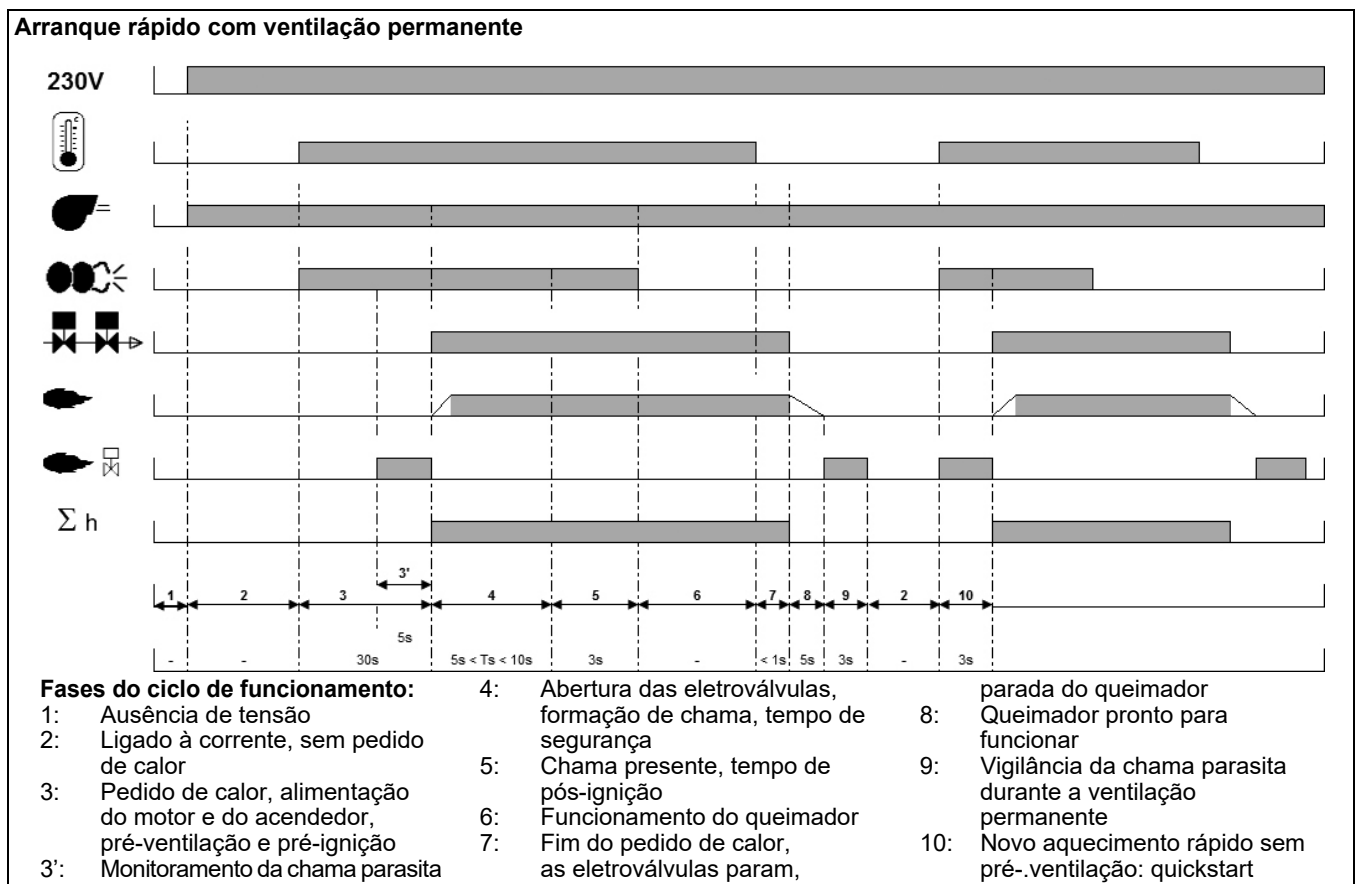 Arranque rápido com ventilação permanente
230V
°C
Σ h
3'
1 2 3 4 5 6 7 8 9 2 10
5s
- - 30s 5s < Ts < 10s 3s - < 1s 5s 3s - 3s
Fases do ciclo de funcionamento:
1: Ausência de tensão
2: Ligado à corrente, sem pedido
de calor
3: Pedido de calor, alimentação
do motor e do acendedor,
pré-ventilação e pré-ignição
3': Monitoramento da chama parasita
4: Abertura das eletroválvulas,
formação de chama, tempo de
segurança
5: Chama presente, tempo de
pós-ignição
6: Funcionamento do queimador
7: Fim do pedido de calor,
as eletroválvulas param,
parada do queimador
8: Queimador pronto para
funcionar
9: Vigilância da chama parasita
durante a ventilação
permanente
10: Novo aquecimento rápido sem
pré-.ventilação: quickstart